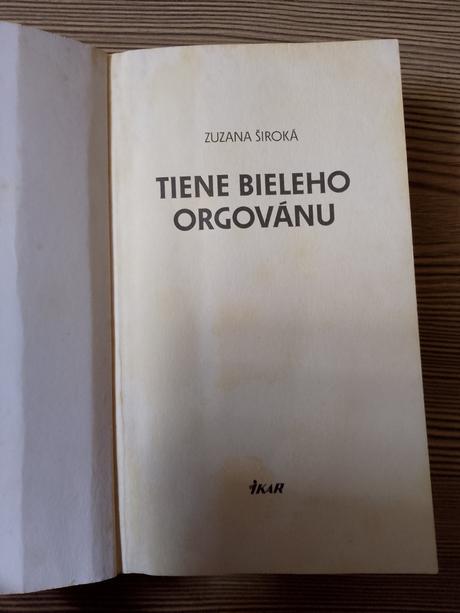 ZUZANA ŠIROKÁ
TIENE BIELEHO
ORGOVÁNU
IKAR